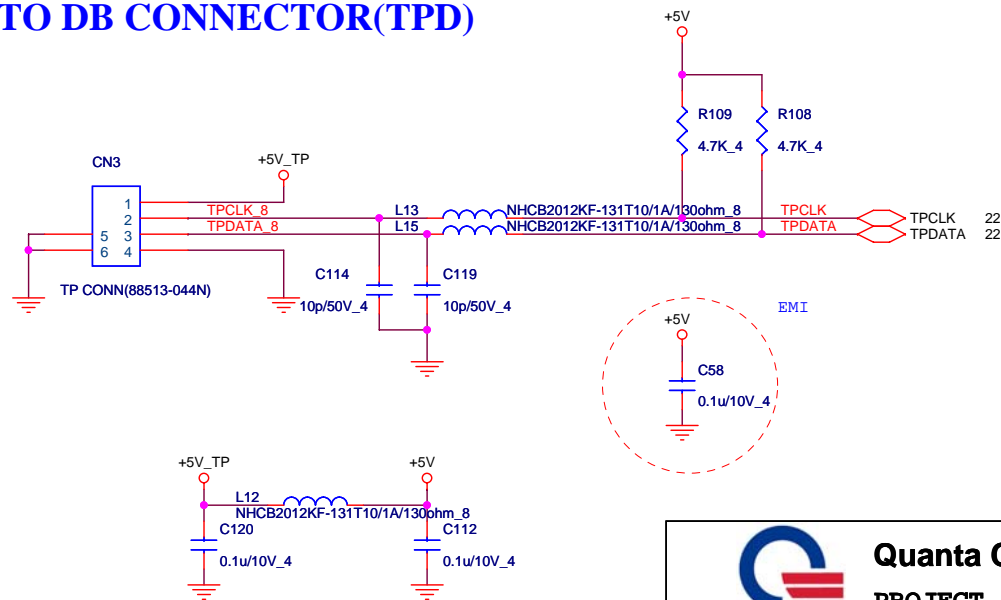 TO DB CONNECTOR(TPD)
+5V
R109
R108
4.7K_4
4.7K_4
CN3
+5V_TP
1
2
5 3
6 4
TPCLK_8
TPDATA_8
L13
NHCB2012KF-131T10/1A/130ohm_8
TPCLK
TPCLK 22
L15
NHCB2012KF-131T10/1A/130ohm_8
TPDATA
TPDATA 22
TP CONN(88513-044N)
C114
10p/50V_4
C119
10p/50V_4
EMI
+5V
C58
0.1u/10V_4
+5V_TP
+5V
L12
NHCB2012KF-131T10/1A/130ohm_8
C120
0.1u/10V_4
C112
0.1u/10V_4
Quanta C
PROJECT